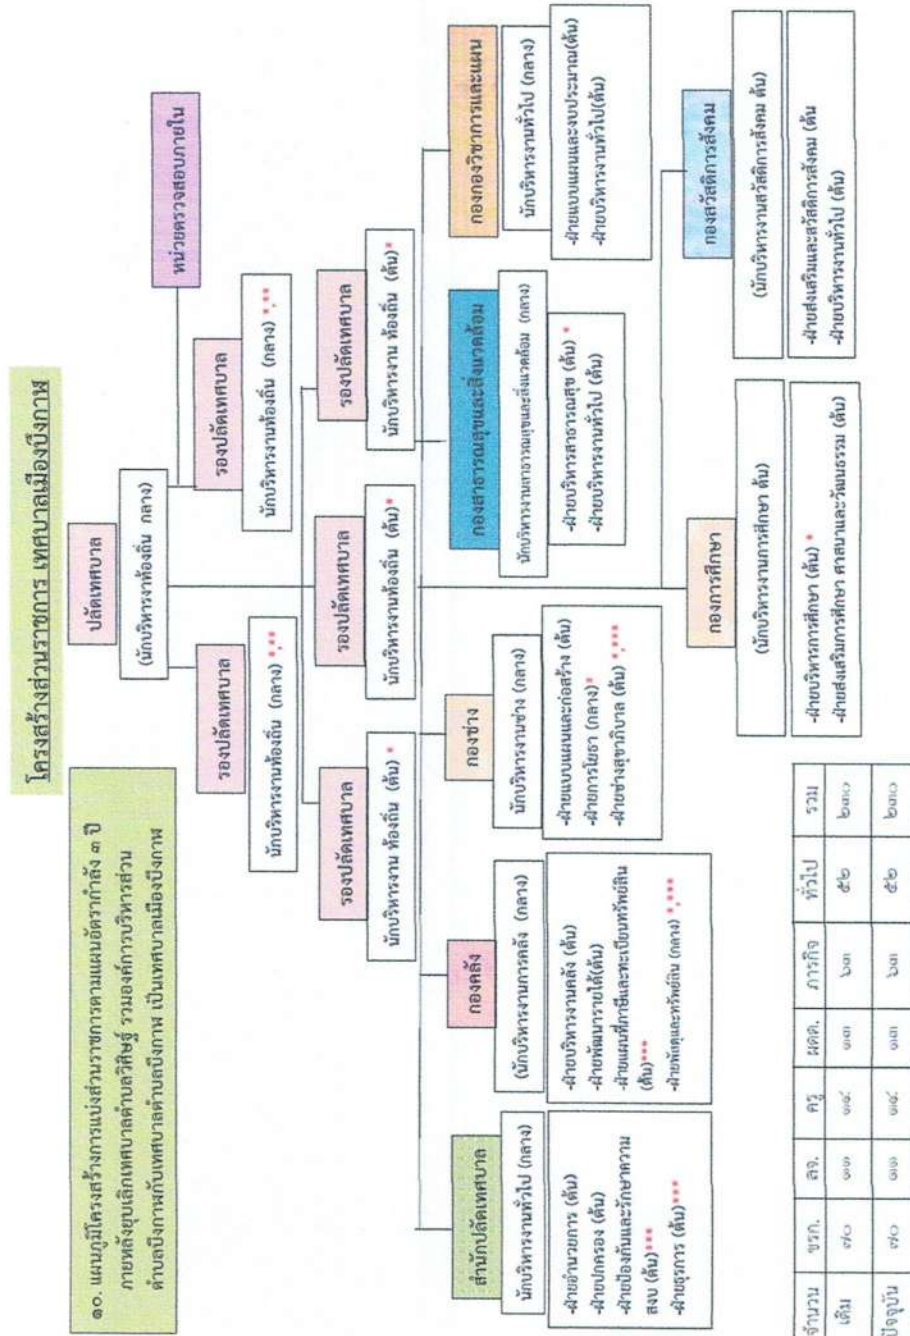 โครงสร้างส่วนราชการ เทศบาลเมืองบึงกาฬ
๑๐. แผนภูมิโครงสร้างการแบ่งส่วนราชการตามแผนอัตรากำลัง ๓ ปี
ภายหลังยุบเลิกเทศบาลตำบลวิศิษฐ์ รวมองค์การบริหารส่วน
ตำบลบึงกาฬกับเทศบาลตำบลบึงกาฬ เป็นเทศบาลเมืองบึงกาฬ
ปลัดเทศบาล
(นักบริหารงาท้องถิ่น กลาง)
หน่วยตรวจสอบภายใน
รองปลัดเทศบาล
นักบริหารงานท้องถิ่น (กลาง) *,**
รองปลัดเทศบาล
นักบริหารงานท้องถิ่น (กลาง) *,**
รองปลัดเทศบาล
นักบริหารงาน ท้องถิ่น (ต้น) *
รองปลัดเทศบาล
นักบริหารงานท้องถิ่น (ต้น)*
รองปลัดเทศบาล
นักบริหารงาน ท้องถิ่น (ต้น)*
สำนักปลัดเทศบาล
นักบริหารงานทั่วไป (กลาง)
-ฝ่ายอำนวยการ (ต้น)
-ฝ่ายปกครอง (ต้น)
-ฝ่ายป้องกันและรักษาความ
สงบ (ต้น)***
-ฝ่ายธุรการ (ต้น)***
กองคลัง
(นักบริหารงานการคลัง (กลาง)
-ฝ่ายบริหารงานคลัง (ต้น)
-ฝ่ายพัฒนารายได้(ต้น)
-ฝ่ายแผนที่ภาษีและทะเบียนทรัพย์สิน
(ต้น)***
-ฝ่ายพัสดุและทรัพย์สิน (กลาง) *,***
กองช่าง
นักบริหารงานช่าง (กลาง)
-ฝ่ายแบบแผนและก่อสร้าง (ต้น)
-ฝ่ายการโยธา (กลาง)*
-ฝ่ายช่างสุขาภิบาล (ต้น) *,***
กองสาธารณสุขและสิ่งแวดล้อม
นักบริหารงานสาธารณสุขและสิ่งแวดล้อม (กลาง)
-ฝ่ายบริหารสาธารณสุข (ต้น) *
-ฝ่ายบริหารงานทั่วไป (ต้น)
กองกองวิชาการและแผน
นักบริหารงานทั่วไป (กลาง)
-ฝ่ายแบบแผนและงบประมาณ(ต้น)
-ฝ่ายบริหารงานทั่วไป(ต้น)
กองการศึกษา
(นักบริหารงานการศึกษา ต้น)
-ฝ่ายบริหารการศึกษา (ต้น) *
-ฝ่ายส่งเสริมการศึกษา ศาสนาและวัฒนธรรม (ต้น)
กองสวัสดิการสังคม
(นักบริหารงานสวัสดิการสังคม ต้น)
-ฝ่ายส่งเสริมและสวัสดิการสังคม (ต้น
-ฝ่ายบริหารงานทั่วไป (ต้น)
จำนวน ขรก. ลจ. ครู ผดด. ภารกิจ ทั่วไป รวม
เดิม ๗๐ ๑๑ ๑๔ ๑๓ ๖๓ ๕๒ ๒๓๐
ปัจจุบัน ๗๐ ๑๑ ๑๔ ๑๓ ๖๓ ๕๒ ๒๓๐